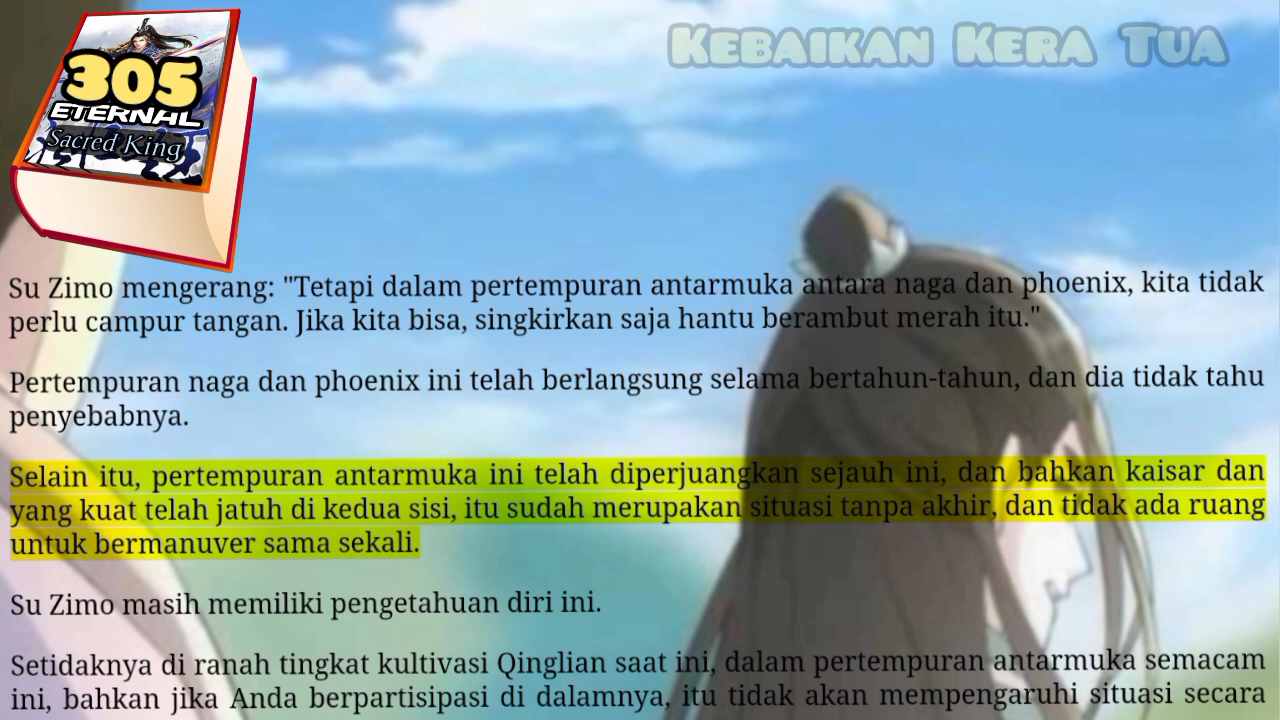 305
ETERNAL
Sacred King
Kebaikan Kera Tua
Su Zimo mengerang: "Tetapi dalam pertempuran antarmuka antara naga dan phoenix, kita tidak
perlu campur tangan. Jika kita bisa, singkirkan saja hantu berambut merah itu."
Pertempuran naga dan phoenix ini telah berlangsung selama bertahun-tahun, dan dia tidak tahu
penyebabnya.
Selain itu, pertempuran antarmuka ini telah diperjuangkan sejauh ini, dan bahkan kaisar dan
yang kuat telah jatuh di kedua sisi, itu sudah merupakan situasi tanpa akhir, dan tidak ada ruang
untuk bermanuver sama sekali.
Su Zimo masih memiliki pengetahuan diri ini.
Setidaknya di ranah tingkat kultivasi Qinglian saat ini, dalam pertempuran antarmuka semacam
ini, bahkan jika Anda berpartisipasi di dalamnya, itu tidak akan mempengaruhi situasi secara